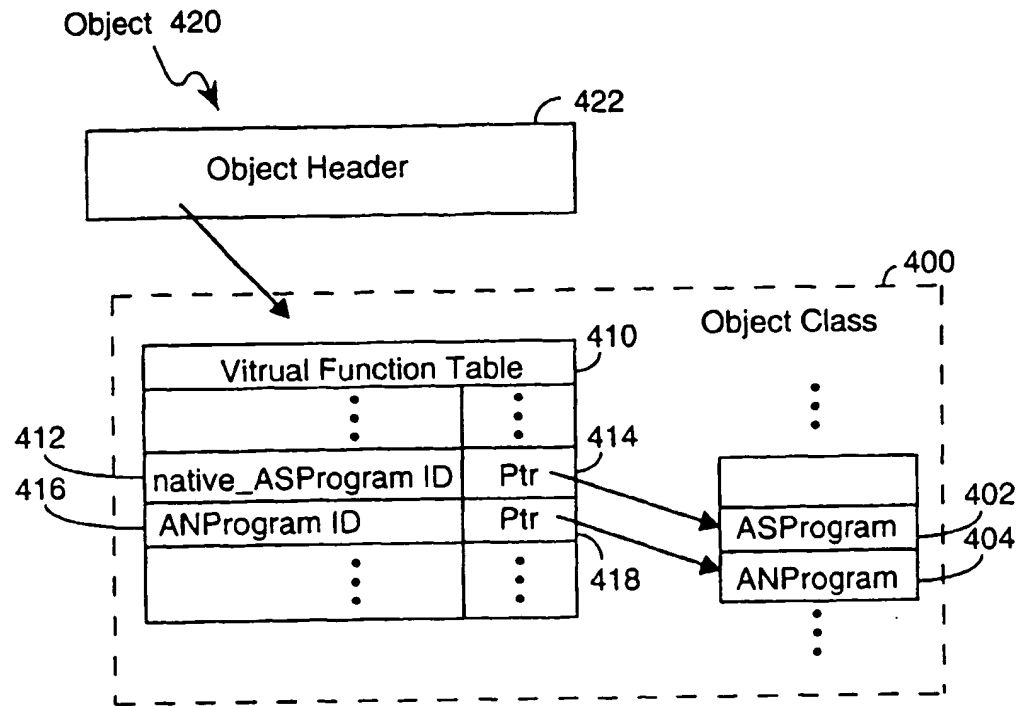 Object 420
422
Object Header
400
Object Class
410
Vitrual Function Table
412
414
native_ASProgram ID
Ptr
416
ANProgram ID
Ptr
402
ASProgram
404
ANProgram
418